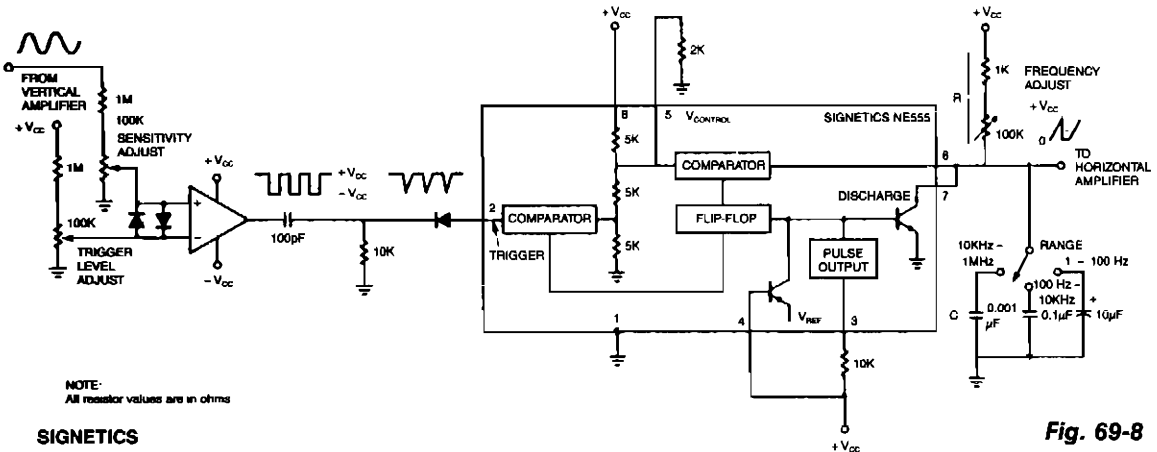 FROM
VERTICAL
AMPLIFIER
+ Vcc
1M
100K
SENSITIVITY
ADJUST
1M
100K
TRIGGER
LEVEL
ADJUST
+ Vcc
+
−
− Vcc
+ Vcc
− Vcc
100pF
10K
2
TRIGGER
COMPARATOR
+ Vcc
8
5K
5K
5K
5
VCONTROL
2K
SIGNETICS NE555
COMPARATOR
FLIP-FLOP
DISCHARGE
PULSE
OUTPUT
VREF
1
4
3
10K
+ Vcc
6
7
+ Vcc
R
1K
100K
FREQUENCY
ADJUST
+ Vcc
0
TO
HORIZONTAL
AMPLIFIER
RANGE
10KHz –
1MHz
1 – 100 Hz
100 Hz –
10KHz
C
0.001
µF
0.1µF
+
10µF
NOTE·
All resistor values are in ohms
SIGNETICS
Fig. 69-8